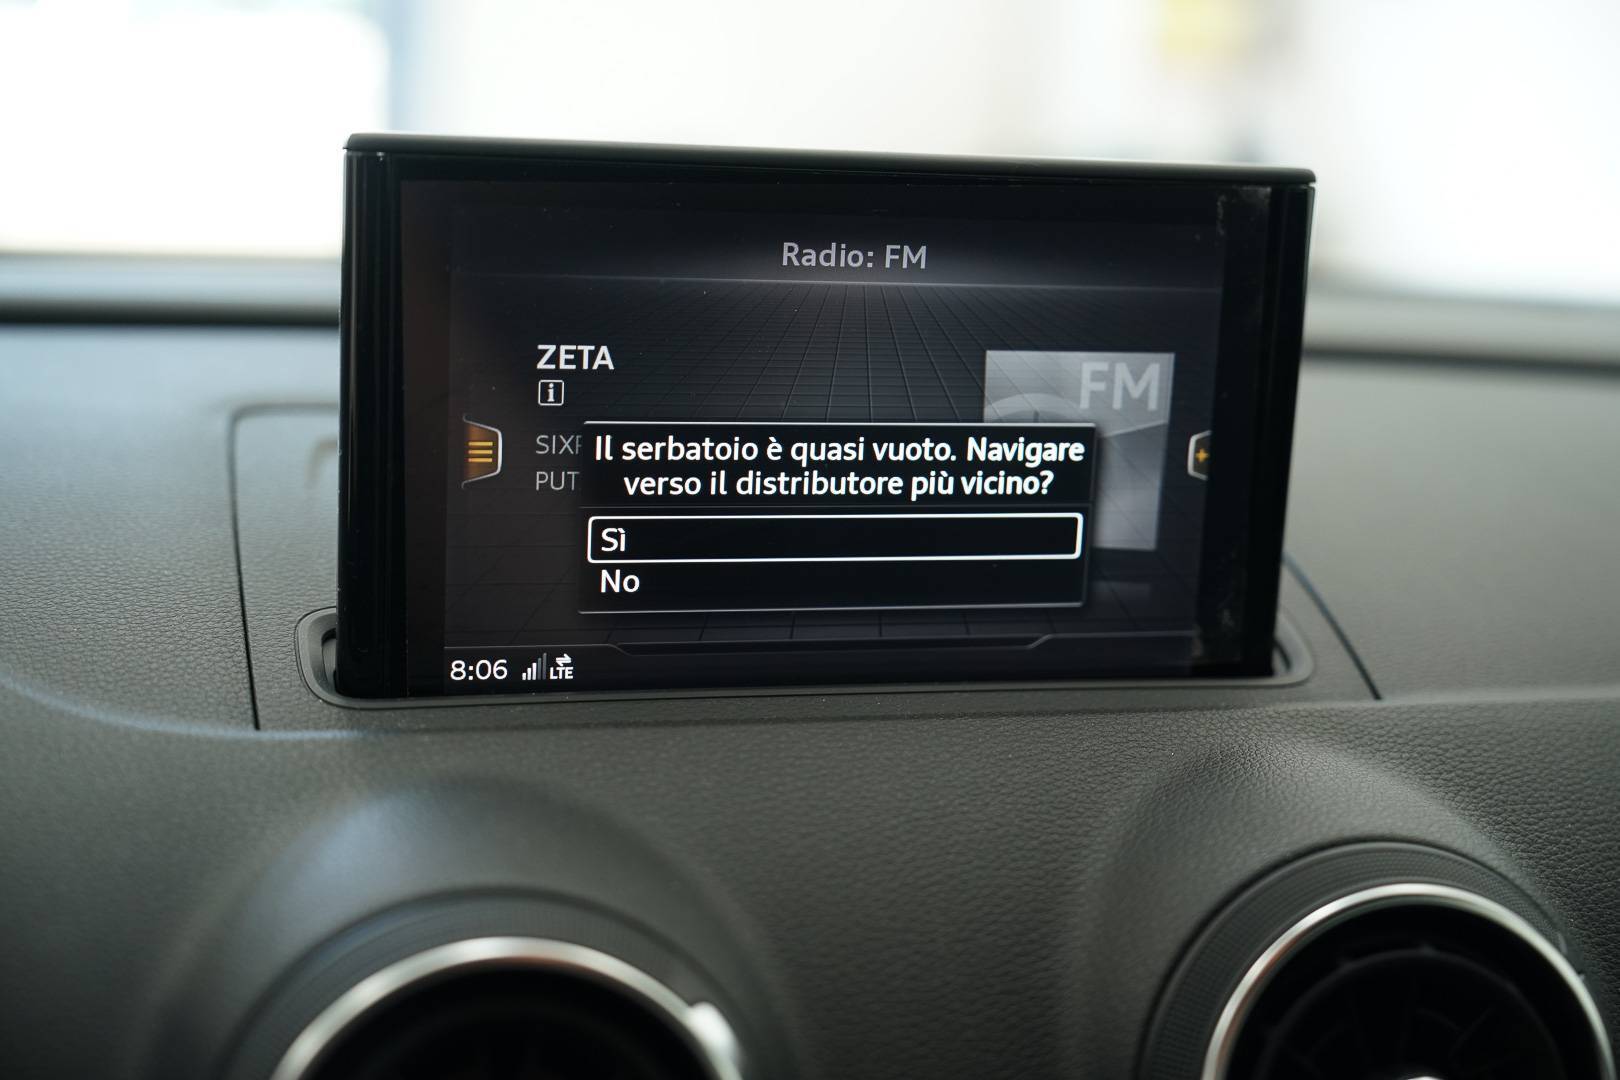 Radio: FM
ZETA
FM
Il serbatoio è quasi vuoto. Navigare
verso il distributore più vicino?
Sì
No
8:06 LTE